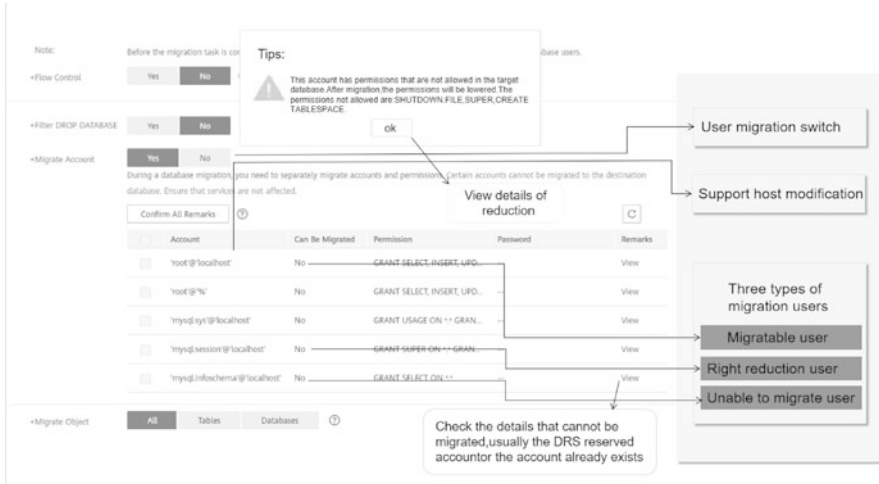 Note:
Before the migration task is con
base users.
Tips:
This account has permissions that are not allowed in the target
database.After migration,the permissions will be lowered.The
permissions not allowed are:SHUTDOWN.FILE,SUPER,CREATE
TABLESPACE.
ok
*Flow Control
Yes
No
*Filter DROP DATABASE
Yes
No
User migration switch
*Migrate Account
Yes
No
During a database migration, you need to separately migrate accounts and permissions. Certain accounts cannot be migrated to the destination
database. Ensure that services are not affected.
View details of
reduction
Support host modification
Confirm All Remarks
Account
Can Be Migrated
Permission
Password
Remarks
'root'@'localhost'
No
GRANT SELECT, INSERT, UPD...
--
View
'root'@'%'
No
GRANT SELECT, INSERT, UPD...
--
View
'mysql.sys'@'localhost'
No
GRANT USAGE ON *.* GRAN...
--
View
'mysql.session'@'localhost'
No
GRANT SUPER ON *.* GRAN...
--
View
'mysql.infoschema'@'localhost'
No
GRANT SELECT ON *.*
--
View
Three types of
migration users
Migratable user
Right reduction user
Unable to migrate user
*Migrate Object
All
Tables
Databases
Check the details that cannot be
migrated,usually the DRS reserved
accountor the account already exists